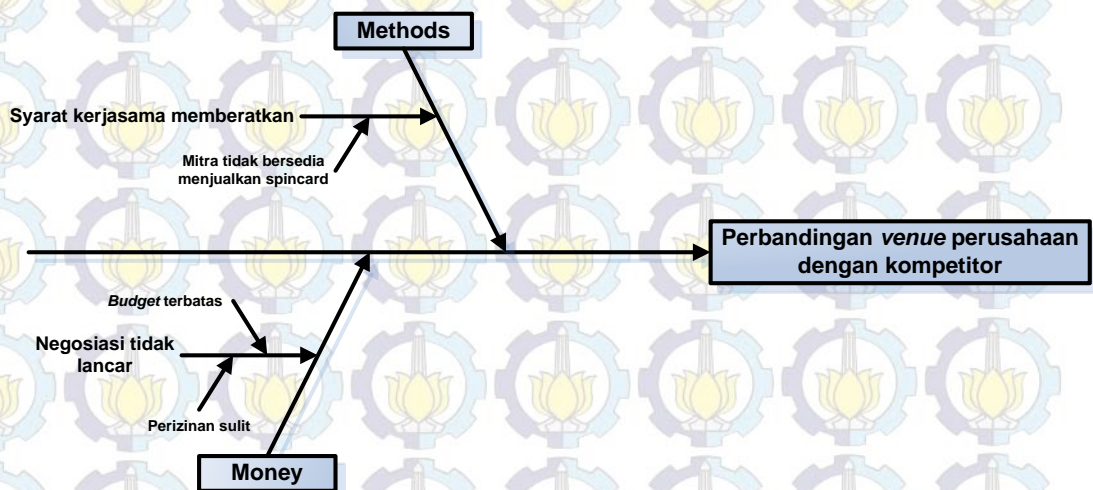 Methods
Syarat kerjasama memberatkan
Mitra tidak bersedia
menjualkan spincard
Perbandingan venue perusahaan
dengan kompetitor
Budget terbatas
Negosiasi tidak
lancar
Perizinan sulit
Money